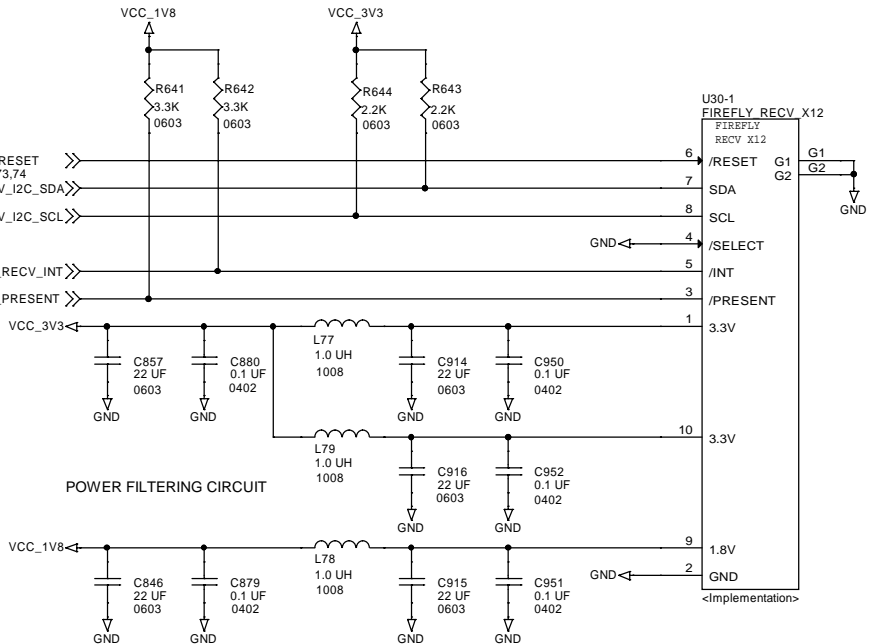 VCC_1V8
VCC_3V3
R641
3.3K
0603
R642
3.3K
0603
R644
2.2K
0603
R643
2.2K
0603
U30-1
FIREFLY_RECV_X12
FIREFLY
RECV X12
RESET
73,74
V_I2C_SDA
V_I2C_SCL
_RECV_INT
_PRESENT
6 /RESET
7 SDA
8 SCL
GND 4 /SELECT
5 /INT
3 /PRESENT
G1 G1
G2 G2
GND
VCC_3V3
1 3.3V
L77
1.0 UH
1008
C857
22 UF
0603
GND
C880
0.1 UF
0402
GND
C914
22 UF
0603
GND
C950
0.1 UF
0402
GND
10 3.3V
L79
1.0 UH
1008
C916
22 UF
0603
GND
C952
0.1 UF
0402
GND
POWER FILTERING CIRCUIT
VCC_1V8
9 1.8V
L78
1.0 UH
1008
GND 2 GND
<Implementation>
C846
22 UF
0603
GND
C879
0.1 UF
0402
GND
C915
22 UF
0603
GND
C951
0.1 UF
0402
GND